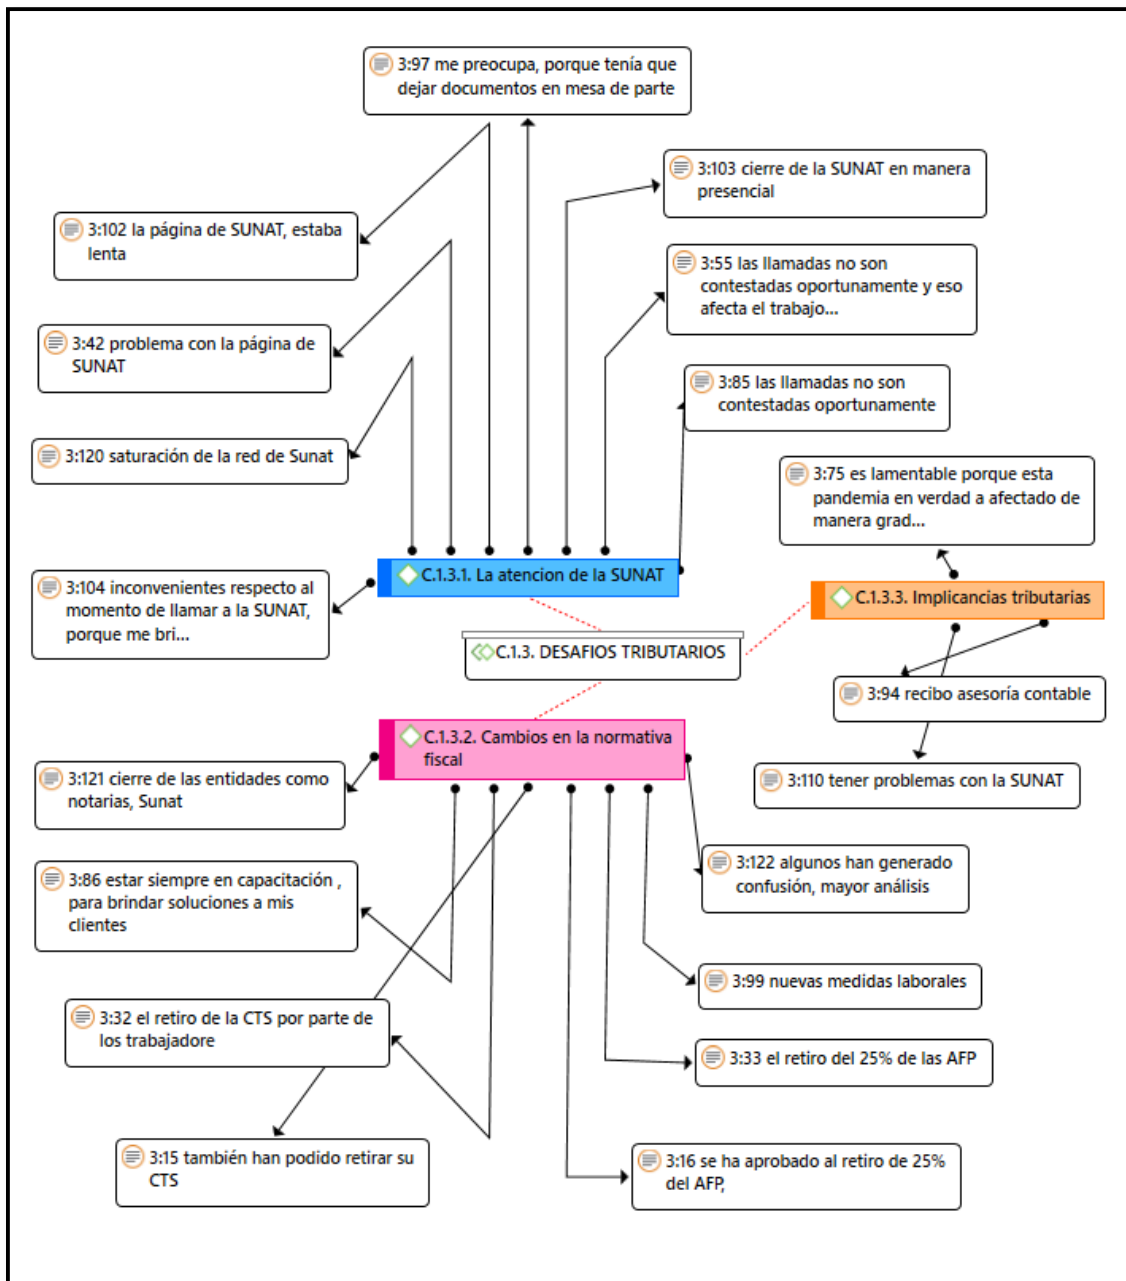 3:97 me preocupa, porque tenía que
dejar documentos en mesa de parte
3:103 cierre de la SUNAT en manera
presencial
3:102 la página de SUNAT, estaba
lenta
3:55 las llamadas no son
contestadas oportunamente y eso
afecta el trabajo...
3:42 problema con la página de
SUNAT
3:85 las llamadas no son
contestadas oportunamente
3:120 saturación de la red de Sunat
3:75 es lamentable porque esta
pandemia en verdad a afectado de
manera grad...
C.1.3.1. La atencion de la SUNAT
3:104 inconvenientes respecto al
momento de llamar a la SUNAT,
porque me bri...
C.1.3.3. Implicancias tributarias
C.1.3. DESAFIOS TRIBUTARIOS
3:94 recibo asesoría contable
C.1.3.2. Cambios en la normativa
fiscal
3:121 cierre de las entidades como
notarias, Sunat
3:110 tener problemas con la SUNAT
3:86 estar siempre en capacitación ,
para brindar soluciones a mis
clientes
3:122 algunos han generado
confusión, mayor análisis
3:99 nuevas medidas laborales
3:32 el retiro de la CTS por parte de
los trabajadore
3:33 el retiro del 25% de las AFP
3:15 también han podido retirar su
CTS
3:16 se ha aprobado al retiro de 25%
del AFP,